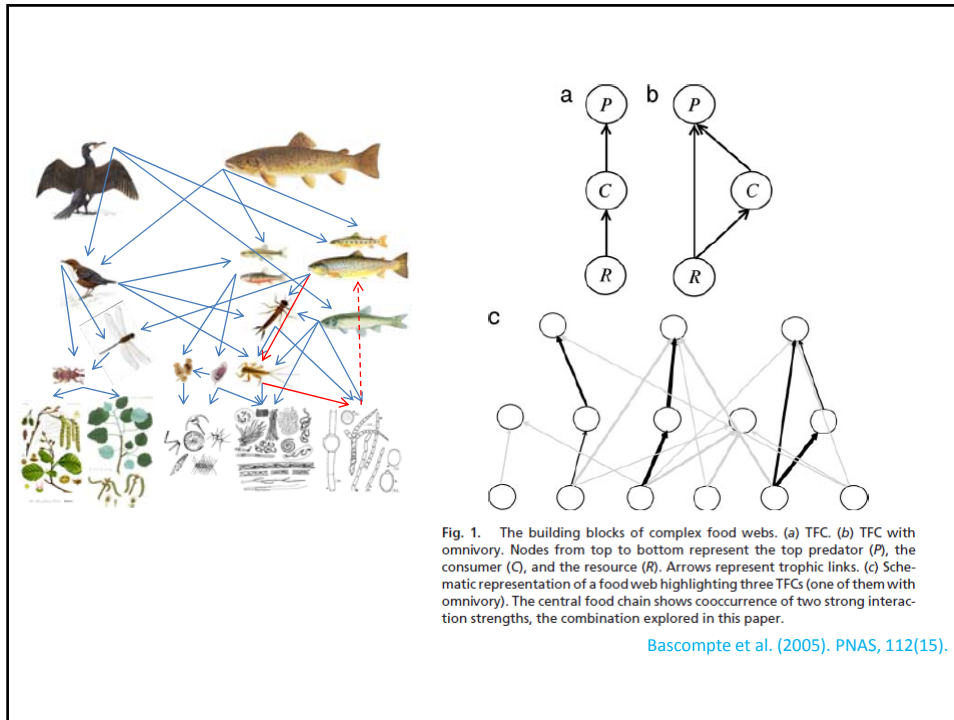 a
b
P
P
C
C
R
R
c
Fig. 1. The building blocks of complex food webs. (a) TFC. (b) TFC with
omnivory. Nodes from top to bottom represent the top predator (P), the
consumer (C), and the resource (R). Arrows represent trophic links. (c) Sche-
matic representation of a food web highlighting three TFCs (one of them with
omnivory). The central food chain shows cooccurrence of two strong interac-
tion strengths, the combination explored in this paper.
Bascompte et al. (2005). PNAS, 112(15).